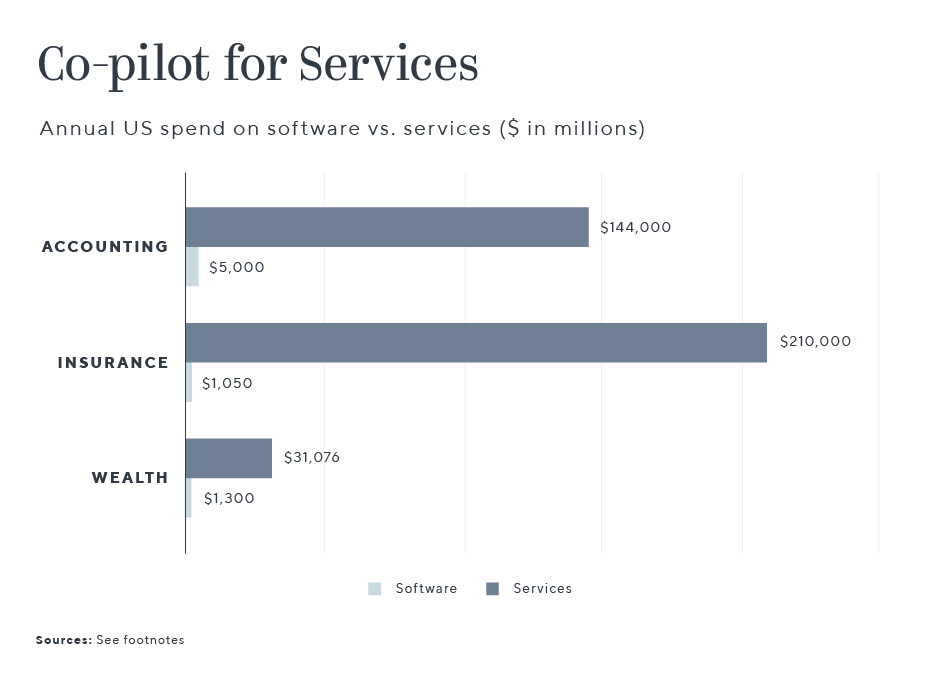 Co-pilot for Services
Annual US spend on software vs. services ($ in millions)
ACCOUNTING
$144,000
$5,000
INSURANCE
$210,000
$1,050
WEALTH
$31,076
$1,300
Software Services
Sources: See footnotes